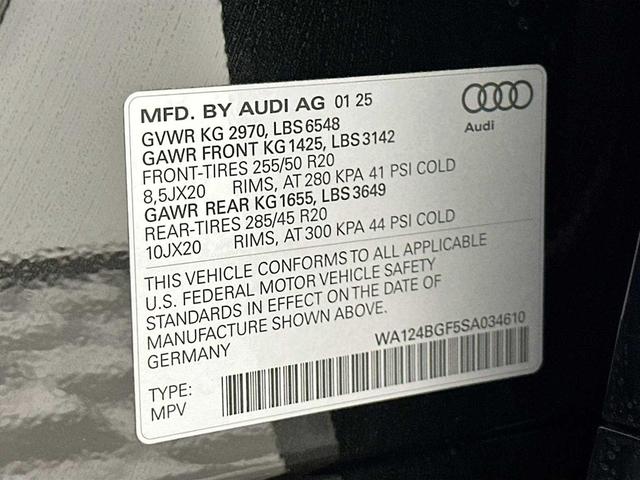 MFD. BY AUDI AG 01 25
Audi
GVWR KG 2970, LBS 6548
GAWR FRONT KG 1425, LBS 3142
FRONT-TIRES 255/50 R20
8,5JX20 RIMS, AT 280 KPA 41 PSI COLD
GAWR REAR KG 1655, LBS 3649
REAR-TIRES 285/45 R20
10JX20 RIMS, AT 300 KPA 44 PSI COLD
THIS VEHICLE CONFORMS TO ALL APPLICABLE
U.S. FEDERAL MOTOR VEHICLE SAFETY
STANDARDS IN EFFECT ON THE DATE OF
MANUFACTURE SHOWN ABOVE.
GERMANY
WA124BGF5SA034610
TYPE:
MPV